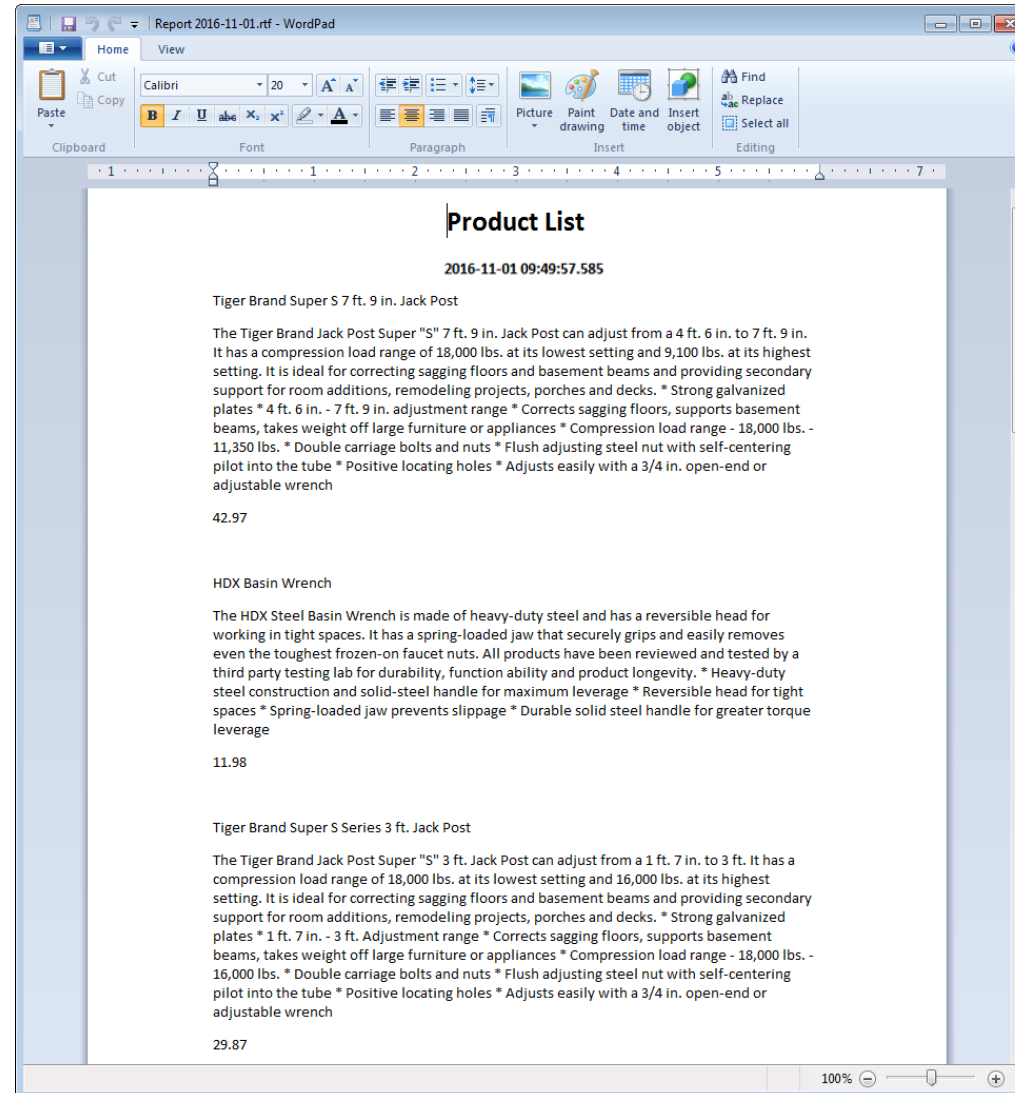 Report 2016-11-01.rtf - WordPad
Home View
Cut
Copy
Paste
Clipboard
Calibri 20 A A
B I U abc X₂ x² A
Font
Paragraph
Picture Paint drawing Date and time Insert object
Insert
Find
Replace
Select all
Editing
1 1 2 3 4 5 7
Product List
2016-11-01 09:49:57.585
Tiger Brand Super S 7 ft. 9 in. Jack Post
The Tiger Brand Jack Post Super "S" 7 ft. 9 in. Jack Post can adjust from a 4 ft. 6 in. to 7 ft. 9 in.
It has a compression load range of 18,000 lbs. at its lowest setting and 9,100 lbs. at its highest
setting. It is ideal for correcting sagging floors and basement beams and providing secondary
support for room additions, remodeling projects, porches and decks. * Strong galvanized
plates * 4 ft. 6 in. - 7 ft. 9 in. adjustment range * Corrects sagging floors, supports basement
beams, takes weight off large furniture or appliances * Compression load range - 18,000 lbs. -
11,350 lbs. * Double carriage bolts and nuts * Flush adjusting steel nut with self-centering
pilot into the tube * Positive locating holes * Adjusts easily with a 3/4 in. open-end or
adjustable wrench
42.97
HDX Basin Wrench
The HDX Steel Basin Wrench is made of heavy-duty steel and has a reversible head for
working in tight spaces. It has a spring-loaded jaw that securely grips and easily removes
even the toughest frozen-on faucet nuts. All products have been reviewed and tested by a
third party testing lab for durability, function ability and product longevity. * Heavy-duty
steel construction and solid-steel handle for maximum leverage * Reversible head for tight
spaces * Spring-loaded jaw prevents slippage * Durable solid steel handle for greater torque
leverage
11.98
Tiger Brand Super S Series 3 ft. Jack Post
The Tiger Brand Jack Post Super "S" 3 ft. Jack Post can adjust from a 1 ft. 7 in. to 3 ft. It has a
compression load range of 18,000 lbs. at its lowest setting and 16,000 lbs. at its highest
setting. It is ideal for correcting sagging floors and basement beams and providing secondary
support for room additions, remodeling projects, porches and decks. * Strong galvanized
plates * 1 ft. 7 in. - 3 ft. Adjustment range * Corrects sagging floors, supports basement
beams, takes weight off large furniture or appliances * Compression load range - 18,000 lbs. -
16,000 lbs. * Double carriage bolts and nuts * Flush adjusting steel nut with self-centering
pilot into the tube * Positive locating holes * Adjusts easily with a 3/4 in. open-end or
adjustable wrench
29.87
100%